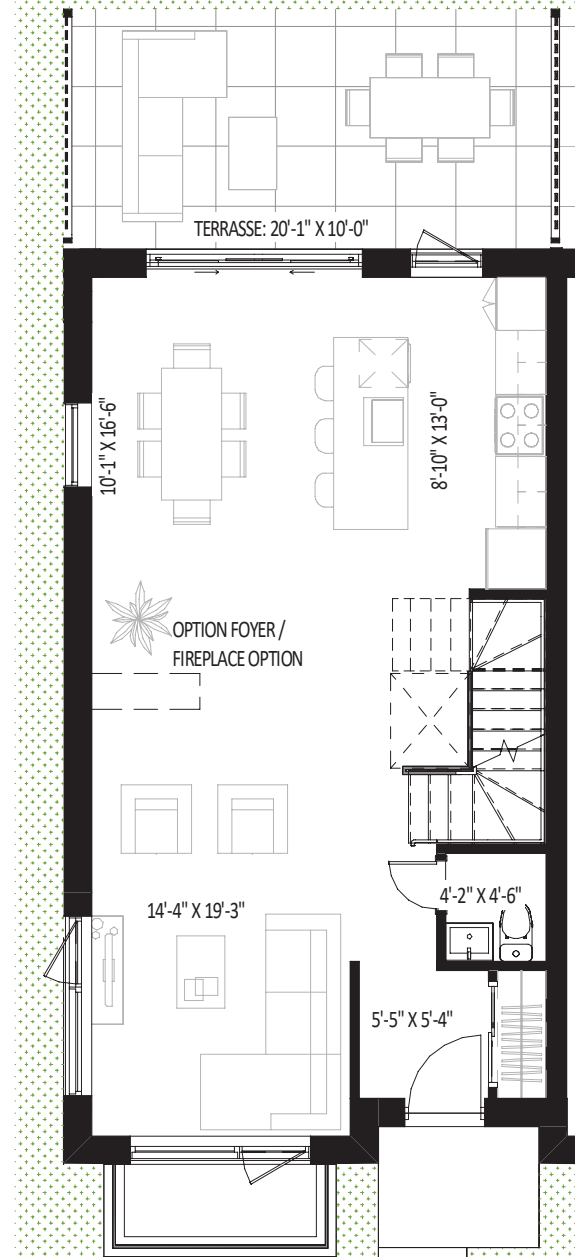 TERRASSE: 20'-1" X 10'-0"
10'-1" X 16'-6"
8'-10" X 13'-0"
OPTION FOYER /
FIREPLACE OPTION
14'-4" X 19'-3"
4'-2" X 4'-6"
5'-5" X 5'-4"